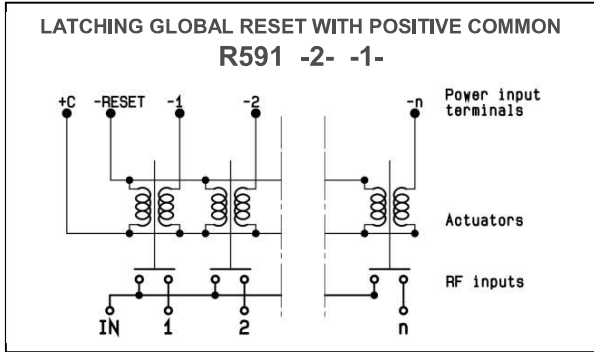 LATCHING GLOBAL RESET WITH POSITIVE COMMON
R591 -2- -1-
+C -RESET -1 -2 -n Power input
terminals
Actuators
RF inputs
IN 1 2 n